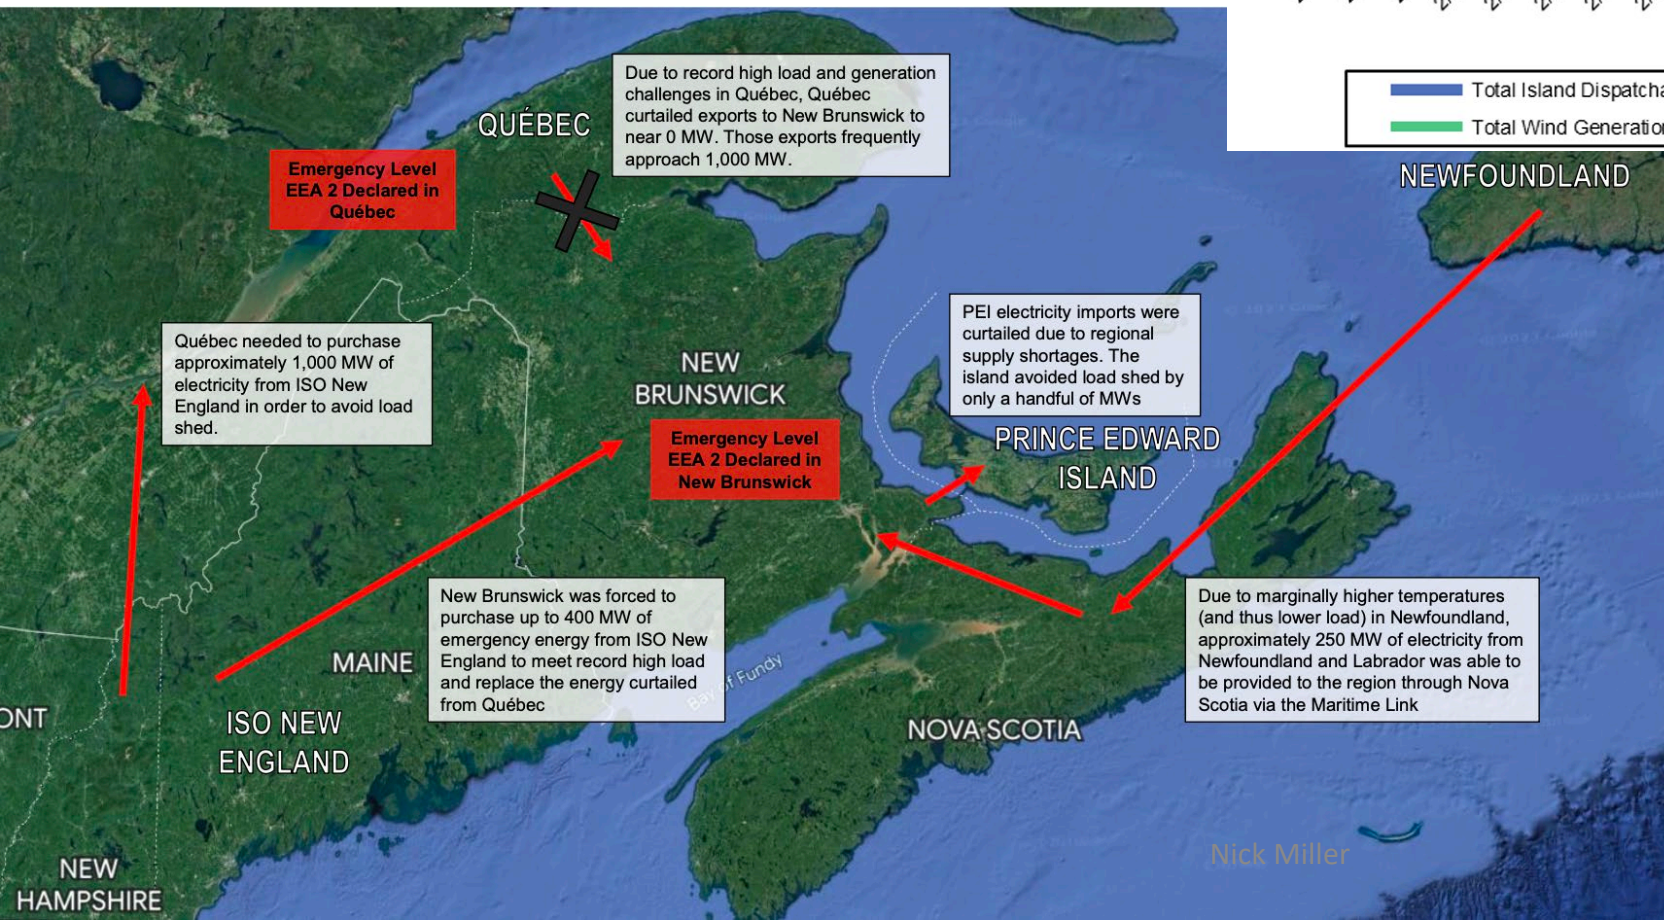 Total Island Dispatcha
Total Wind Generation
QUÉBEC
Due to record high load and generation
challenges in Québec, Québec
curtailed exports to New Brunswick to
near 0 MW. Those exports frequently
approach 1,000 MW.
Emergency Level
EEA 2 Declared in
Québec
NEWFOUNDLAND
Québec needed to purchase
approximately 1,000 MW of
electricity from ISO New
England in order to avoid load
shed.
NEW
BRUNSWICK
Emergency Level
EEA 2 Declared in
New Brunswick
PEI electricity imports were
curtailed due to regional
supply shortages. The
island avoided load shed by
only a handful of MWs
PRINCE EDWARD
ISLAND
New Brunswick was forced to
purchase up to 400 MW of
emergency energy from ISO New
England to meet record high load
and replace the energy curtailed
from Québec
Due to marginally higher temperatures
(and thus lower load) in Newfoundland,
approximately 250 MW of electricity from
Newfoundland and Labrador was able to
be provided to the region through Nova
Scotia via the Maritime Link
MAINE
Bay of Fundy
ONT
ISO NEW
ENGLAND
NOVA SCOTIA
Nick Miller
NEW
HAMPSHIRE